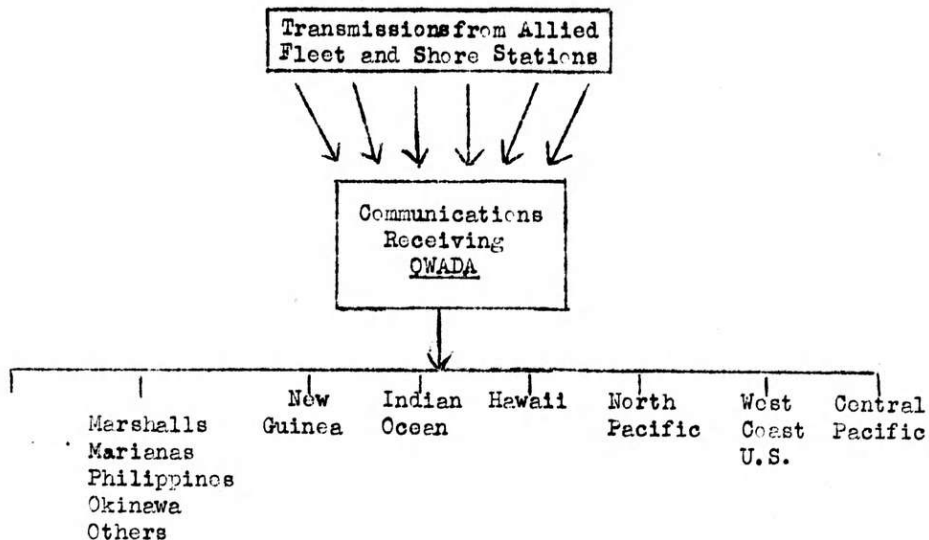 Transmissions from Allied
Fleet and Shore Stations
Communications
Receiving
OWADA
Marshalls
Marianas
Philippines
Okinawa
Others
New
Guinea
Indian
Ocean
Hawaii
North
Pacific
West
Coast
U.S.
Central
Pacific